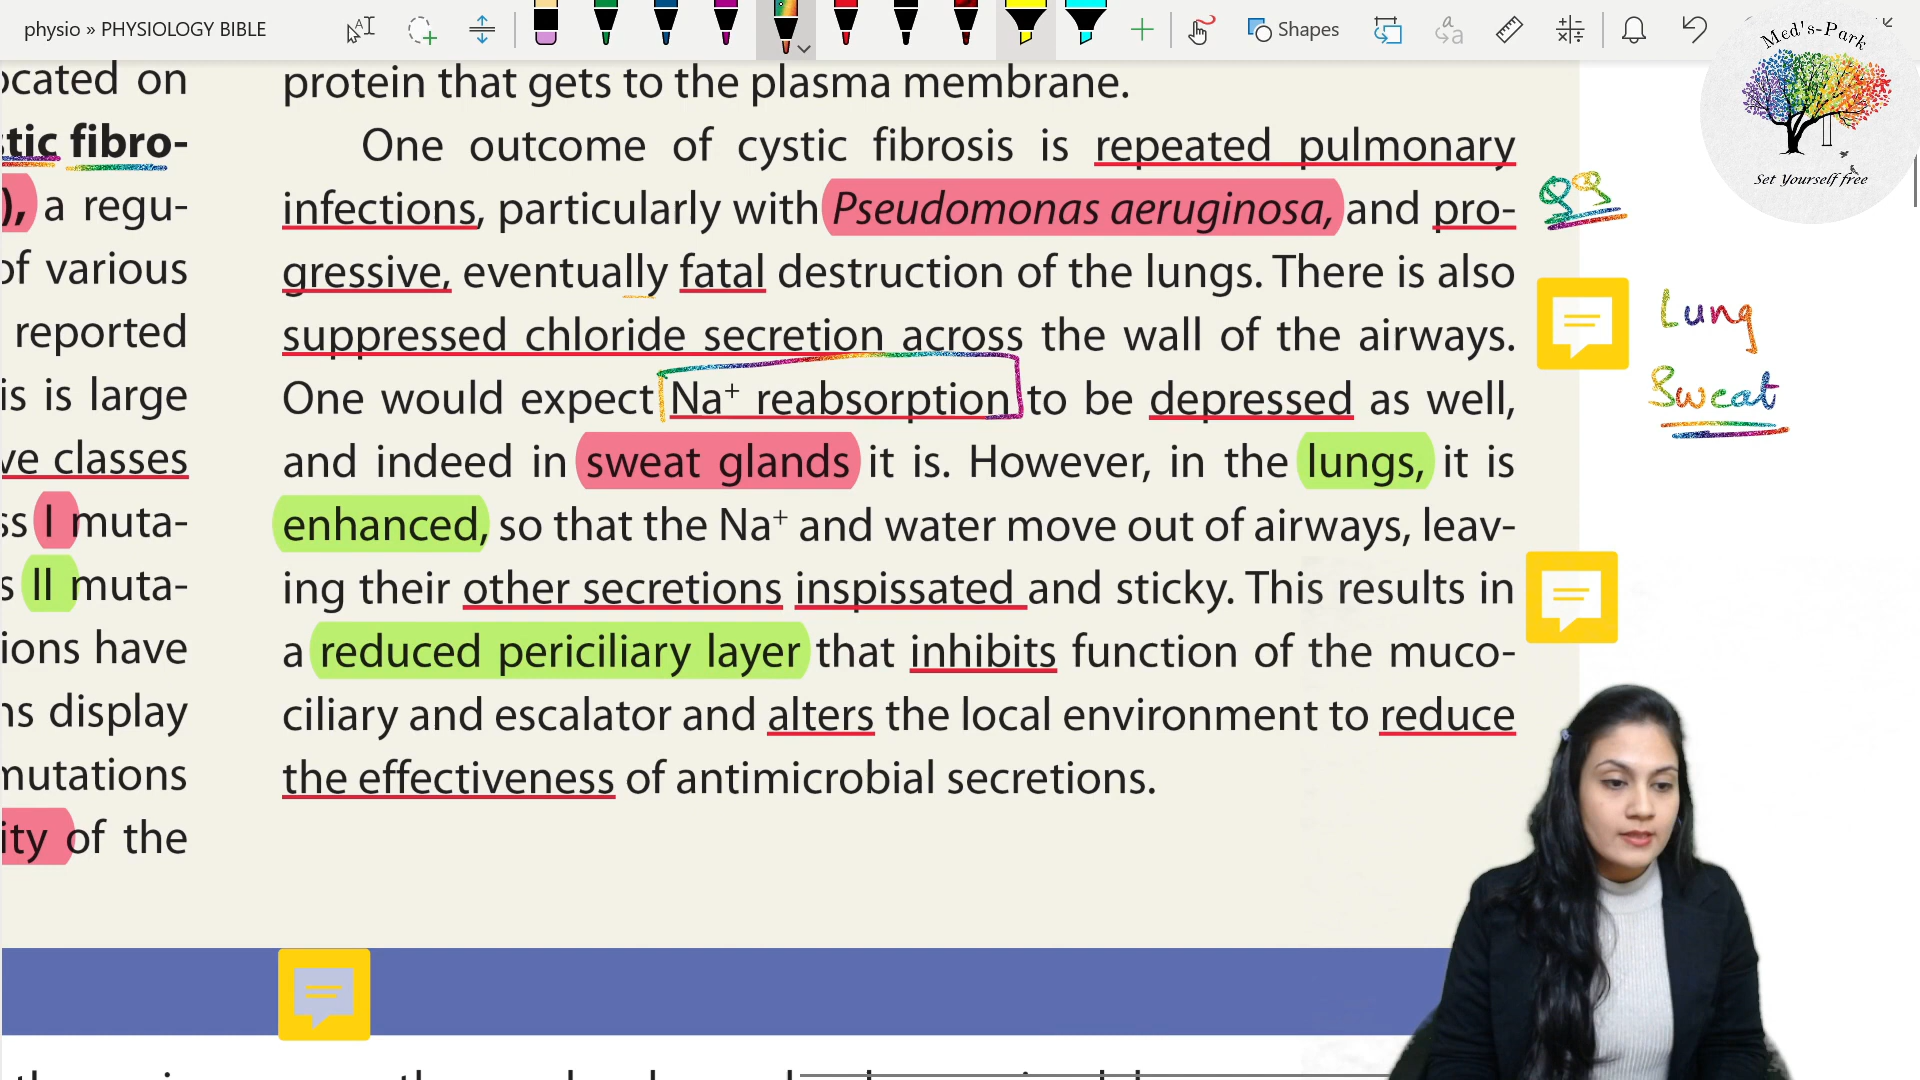 physio » PHYSIOLOGY BIBLE
Shapes
Med's-Park
Set Yourself free
ocated on
tic fibro-
), a regu-
of various
reported
is is large
ve classes
ss I muta-
s II muta-
ions have
ns display
mutations
ity of the
protein that gets to the plasma membrane.
One outcome of cystic fibrosis is repeated pulmonary
infections, particularly with Pseudomonas aeruginosa, and pro-
gressive, eventually fatal destruction of the lungs. There is also
suppressed chloride secretion across the wall of the airways.
One would expect Na⁺ reabsorption to be depressed as well,
and indeed in sweat glands it is. However, in the lungs, it is
enhanced, so that the Na⁺ and water move out of airways, leav-
ing their other secretions inspissated and sticky. This results in
a reduced periciliary layer that inhibits function of the muco-
ciliary and escalator and alters the local environment to reduce
the effectiveness of antimicrobial secretions.
Lung
Sweat